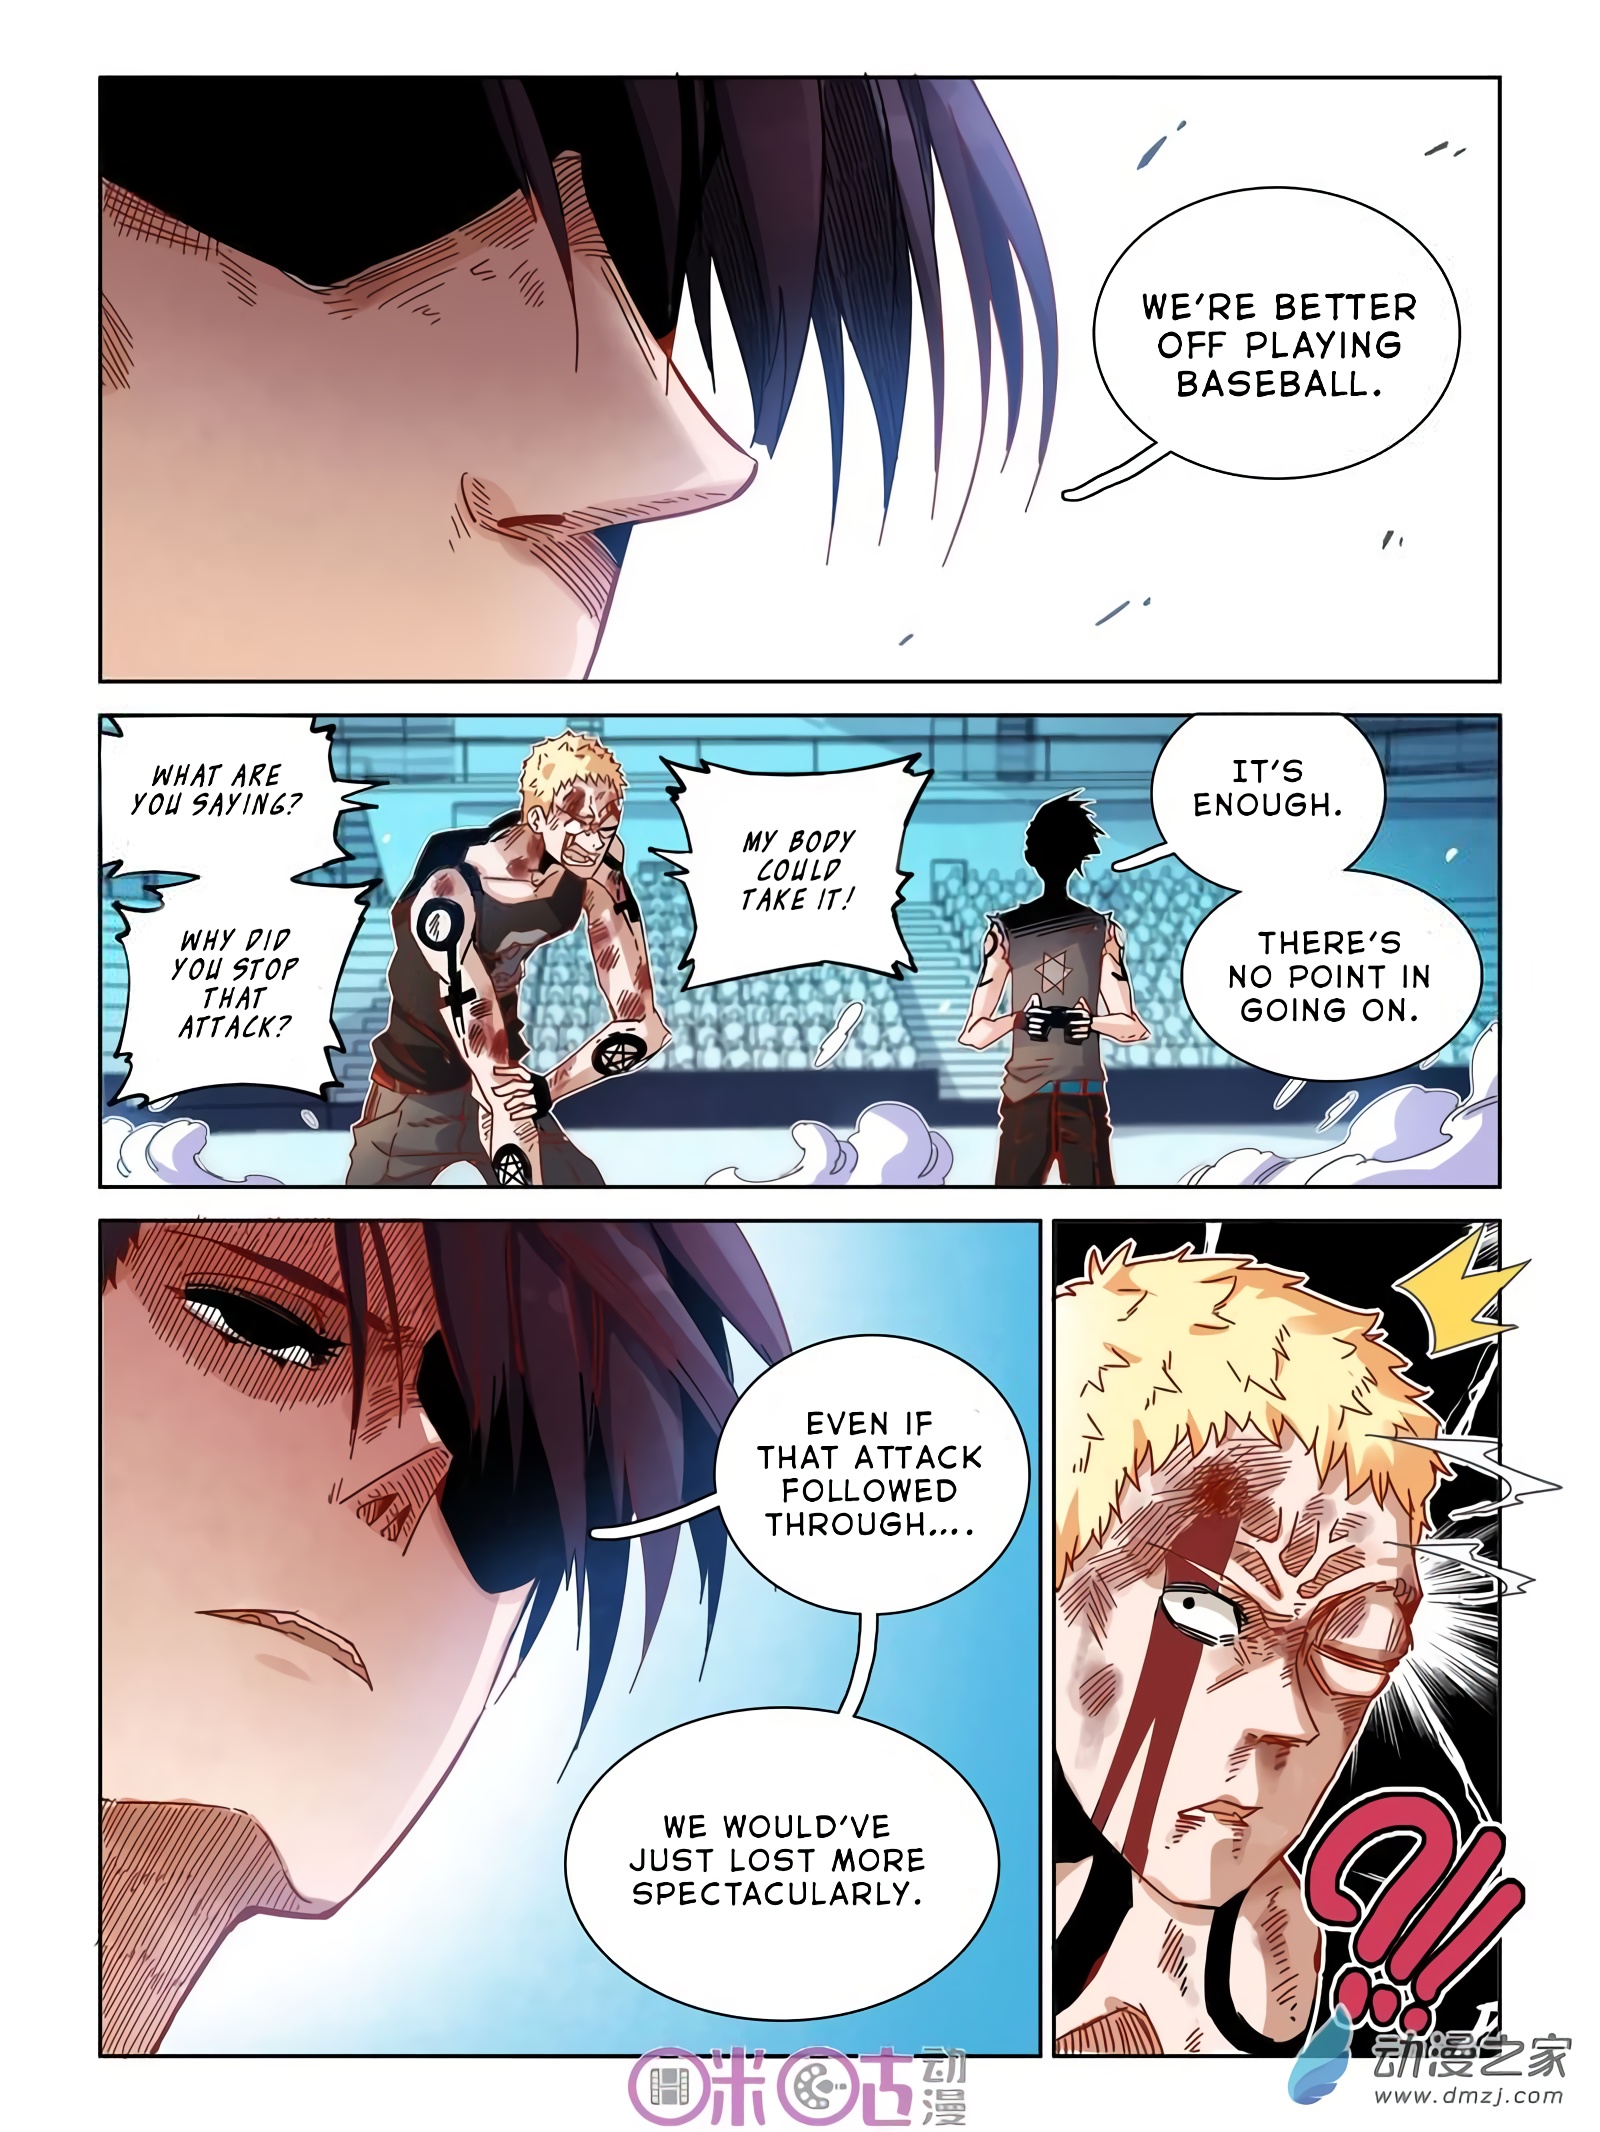 WE'RE BETTER
OFF PLAYING
BASEBALL.
WHAT ARE
YOU SAYING?
WHY DID
YOU STOP
THAT
ATTACK?
MY BODY
COULD
TAKE IT!
IT'S
ENOUGH.
THERE'S
NO POINT IN
GOING ON.
EVEN IF
THAT ATTACK
FOLLOWED
THROUGH....
WE WOULD'VE
JUST LOST MORE
SPECTACULARLY.
?!!
咪咕动漫
动漫之家
www.dmzj.com